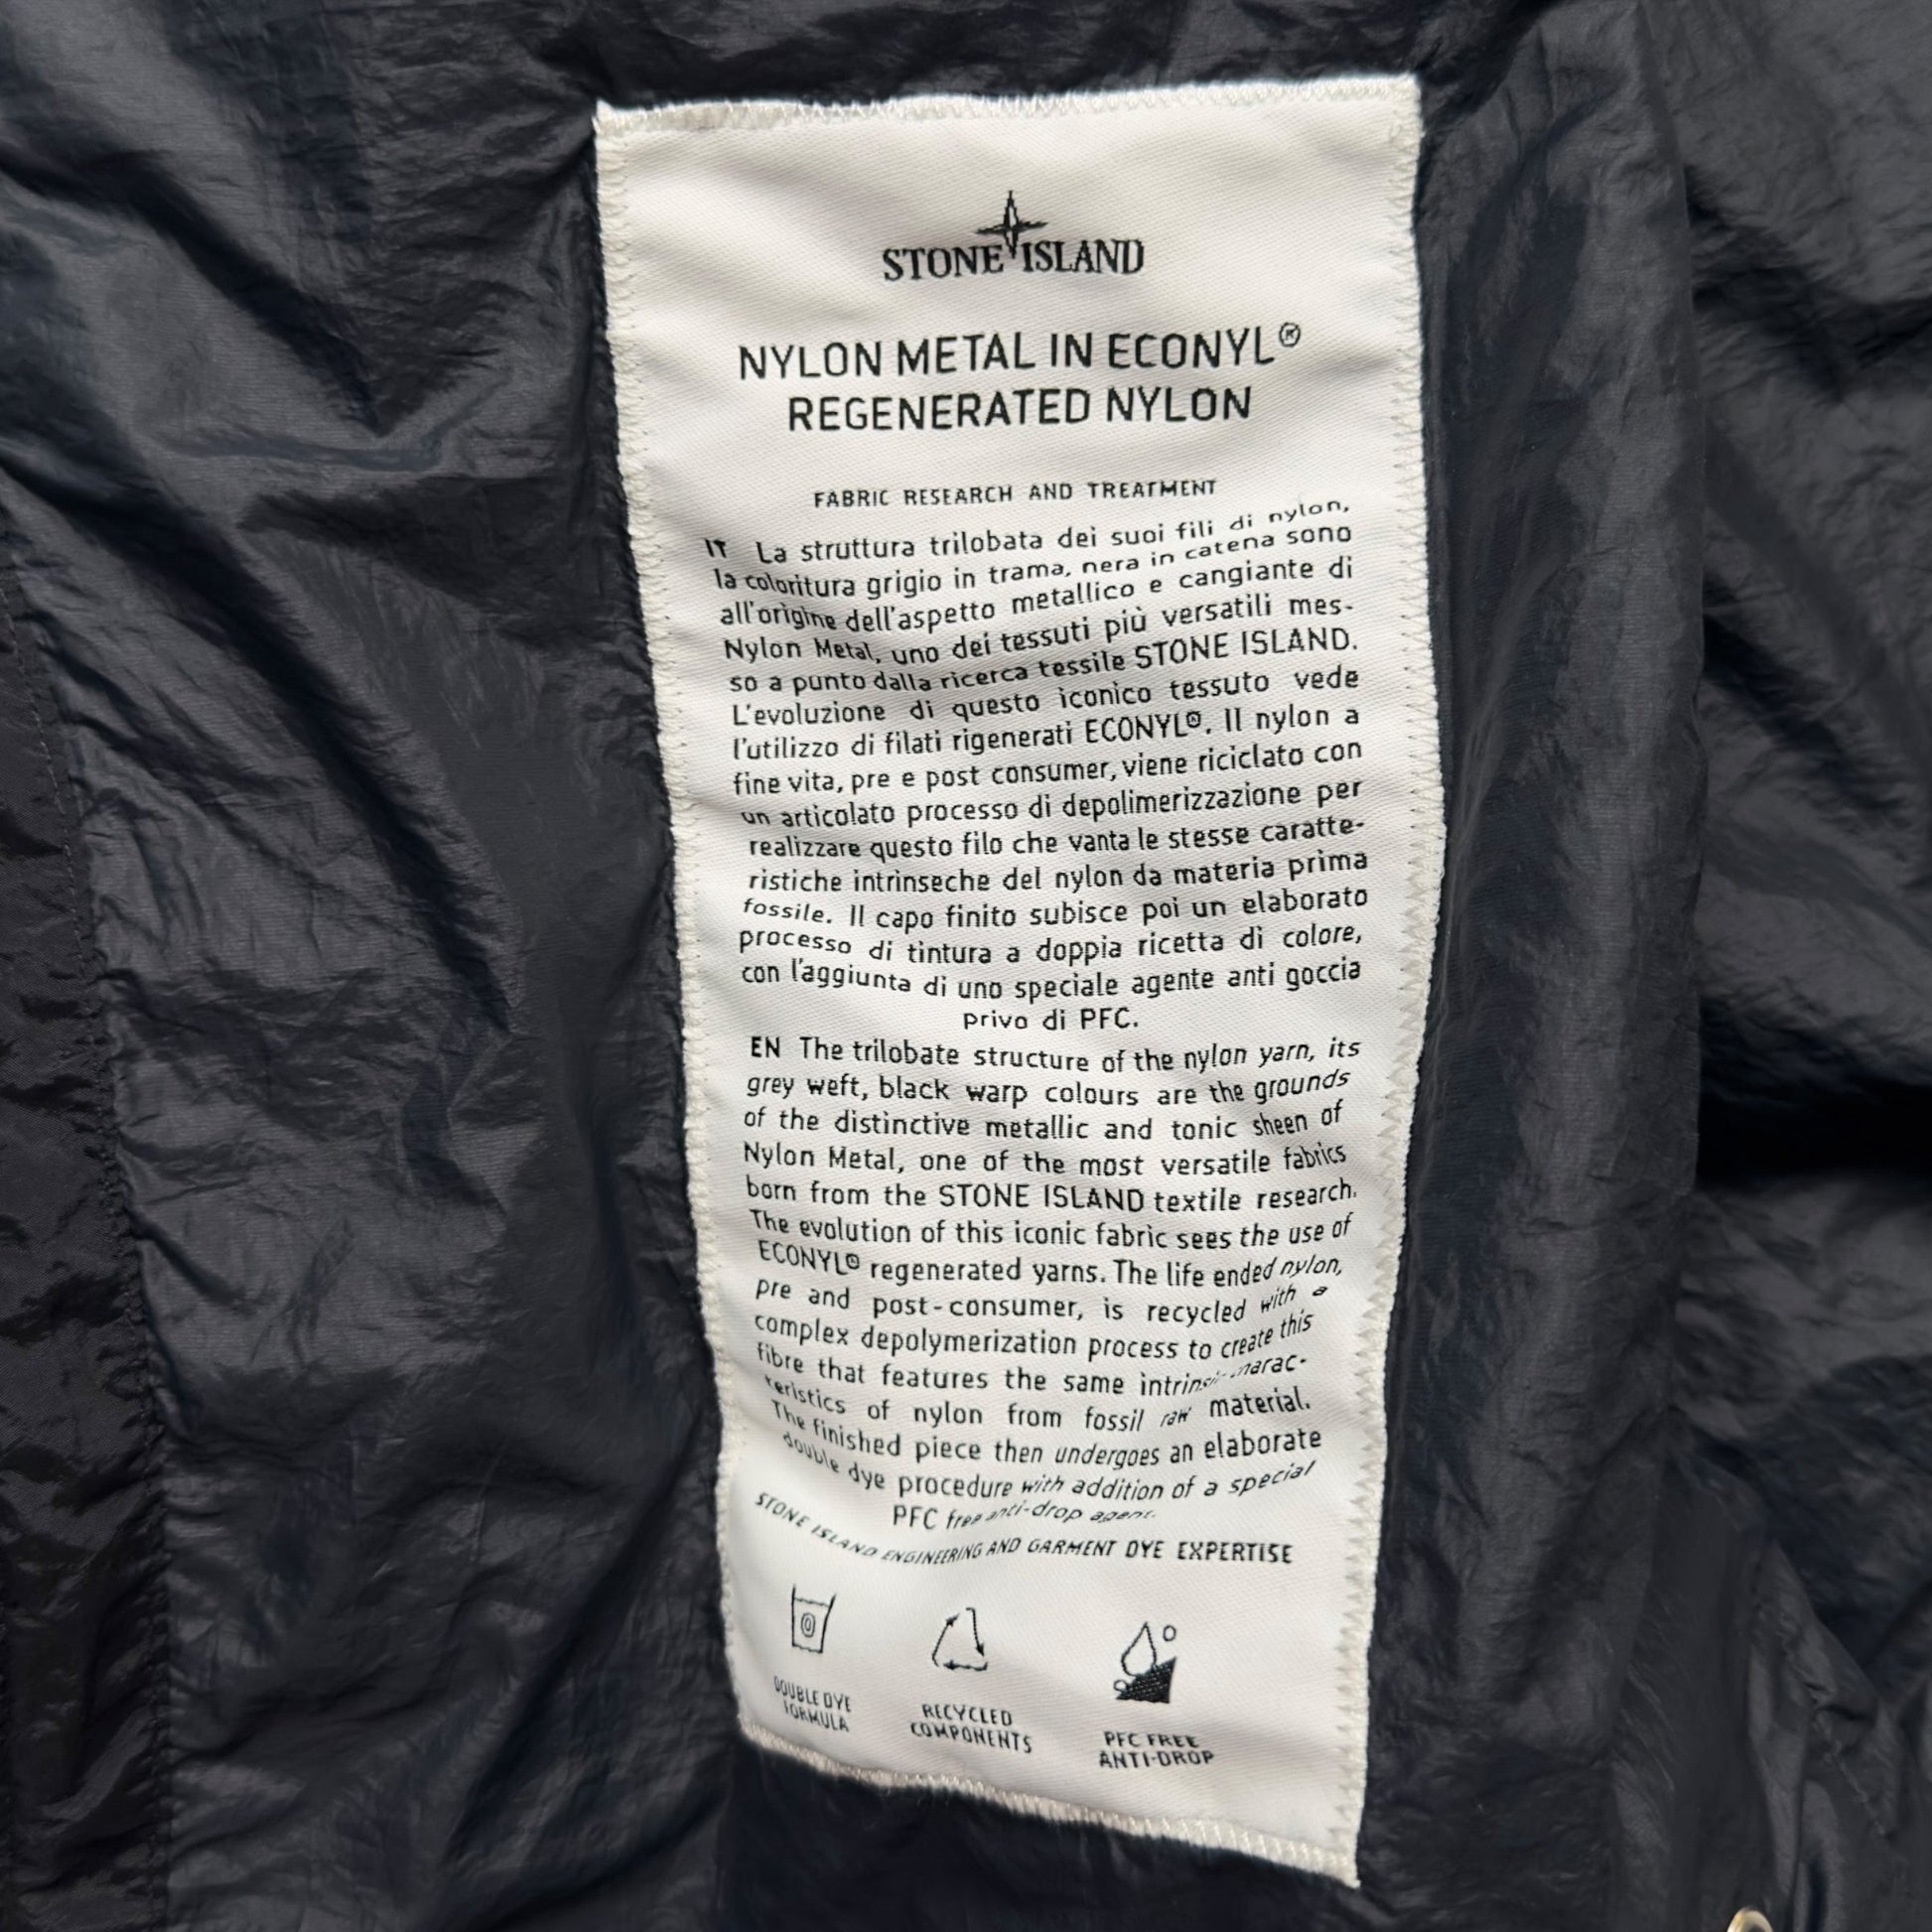 STONE ISLAND
NYLON METAL IN ECONYL®
REGENERATED NYLON
FABRIC RESEARCH AND TREATMENT
IT La struttura trilobata dei suoi fili di nylon,
la coloritura grigio in trama, nera in catena sono
all'origine dell'aspetto metallico e cangiante di
Nylon Metal, uno dei tessuti più versatili mes-
so a punto dalla ricerca tessile STONE ISLAND.
L'evoluzione di questo iconico tessuto vede
l'utilizzo di filati rigenerati ECONYL®. Il nylon a
fine vita, pre e post consumer, viene riciclato con
un articolato processo di depolimerizzazione per
realizzare questo filo che vanta le stesse caratte-
ristiche intrinseche del nylon da materia prima
fossile. Il capo finito subisce poi un elaborato
processo di tintura a doppia ricetta di colore,
con l'aggiunta di uno speciale agente anti goccia
privo di PFC.
EN The trilobate structure of the nylon yarn, its
grey weft, black warp colours are the grounds
of the distinctive metallic and tonic sheen of
Nylon Metal, one of the most versatile fabrics
born from the STONE ISLAND textile research.
The evolution of this iconic fabric sees the use of
ECONYL® regenerated yarns. The life ended nylon,
pre and post-consumer, is recycled with a
complex depolymerization process to create this
fibre that features the same intrinsic charac-
teristics of nylon from fossil raw material.
The finished piece then undergoes an elaborate
double dye procedure with addition of a special
PFC free anti-drop agent.
STONE ISLAND ENGINEERING AND GARMENT DYE EXPERTISE
DOUBLE DYE
FORMULA
RECYCLED
COMPONENTS
PFC FREE
ANTI-DROP